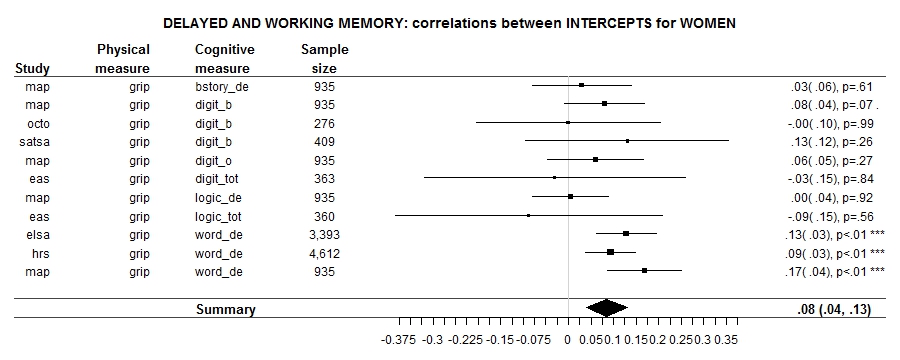 DELAYED AND WORKING MEMORY: correlations between INTERCEPTS for WOMEN
Physical Cognitive Sample
Study measure measure size
map grip bstory_de 935 .03( .06), p=.61
map grip digit_b 935 .08( .04), p=.07 .
octo grip digit_b 276 -.00( .10), p=.99
satsa grip digit_b 409 .13( .12), p=.26
map grip digit_o 935 .06( .05), p=.27
eas grip digit_tot 363 -.03( .15), p=.84
map grip logic_de 935 .00( .04), p=.92
eas grip logic_tot 360 -.09( .15), p=.56
elsa grip word_de 3,393 .13( .03), p<.01 ***
hrs grip word_de 4,612 .09( .03), p<.01 ***
map grip word_de 935 .17( .04), p<.01 ***
Summary .08 (.04, .13)
-0.375 -0.3 -0.225 -0.15 -0.075 0 0.05 0.1 0.15 0.2 0.25 0.3 0.35